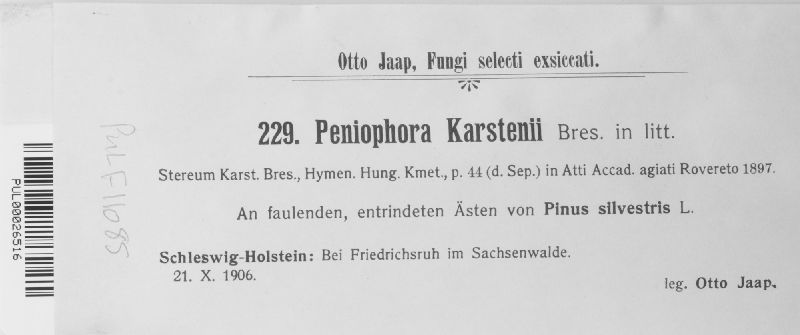 Otto Jaap, Fungi selecti exsiccati.
229. Peniophora Karstenii Bres. in litt.
Stereum Karst. Bres., Hymen. Hung. Kmet., p. 44 (d. Sep.) in Atti Accad. agiati Rovereto 1897.
An faulenden, entrindeten Ästen von Pinus silvestris L.
Schleswig-Holstein: Bei Friedrichsruh im Sachsenwalde.
21. X. 1906.
leg. Otto Jaap.
PUL00026516
PULF11085